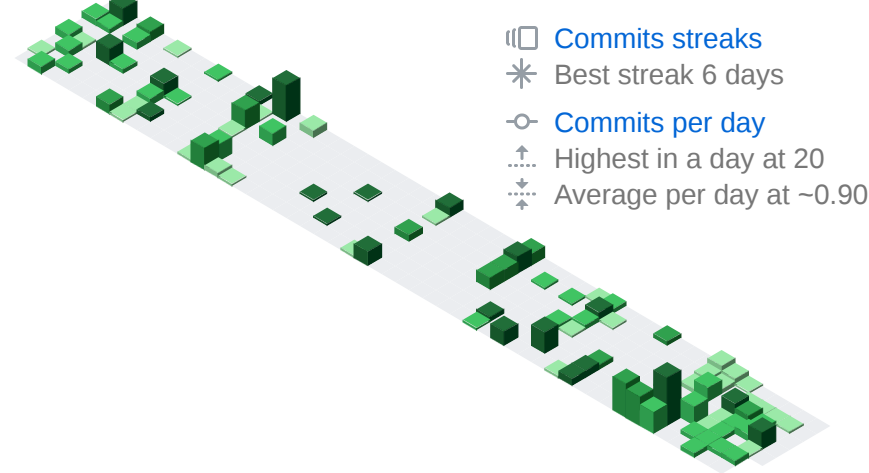 Commits streaks
Best streak 6 days
Commits per day
Highest in a day at 20
Average per day at ~0.90